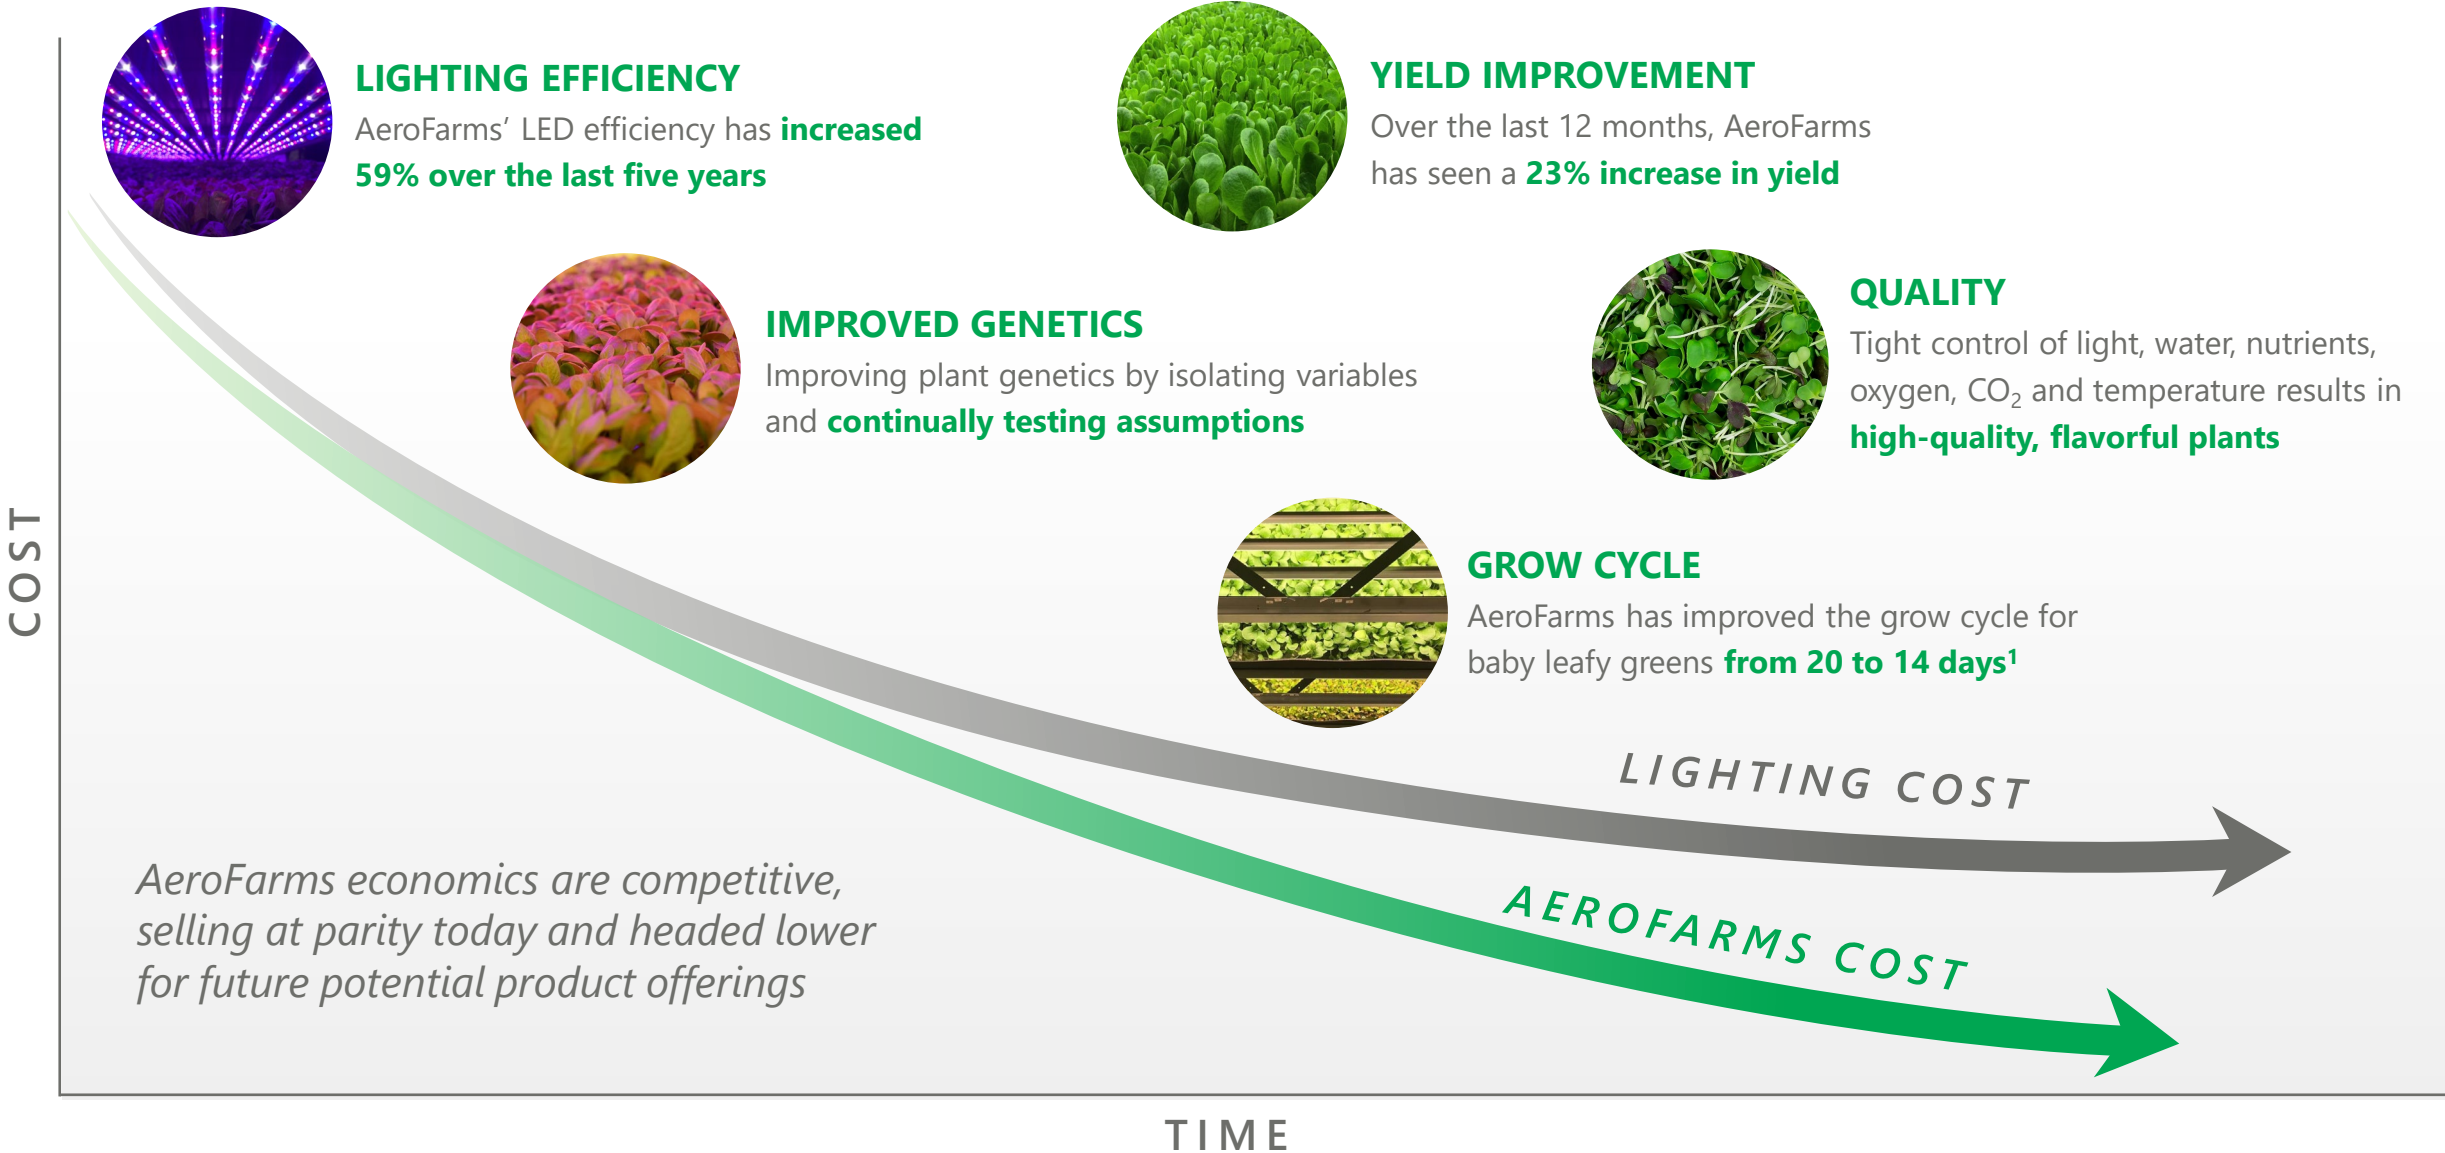 LIGHTING EFFICIENCY
AeroFarms’ LED efficiency has increased
59% over the last five years
YIELD IMPROVEMENT
Over the last 12 months, AeroFarms
has seen a 23% increase in yield
IMPROVED GENETICS
Improving plant genetics by isolating variables
and continually testing assumptions
QUALITY
Tight control of light, water, nutrients,
oxygen, CO₂ and temperature results in
high-quality, flavorful plants
GROW CYCLE
AeroFarms has improved the grow cycle for
baby leafy greens from 20 to 14 days¹
COST
LIGHTING COST
AEROFARMS COST
AeroFarms economics are competitive,
selling at parity today and headed lower
for future potential product offerings
TIME